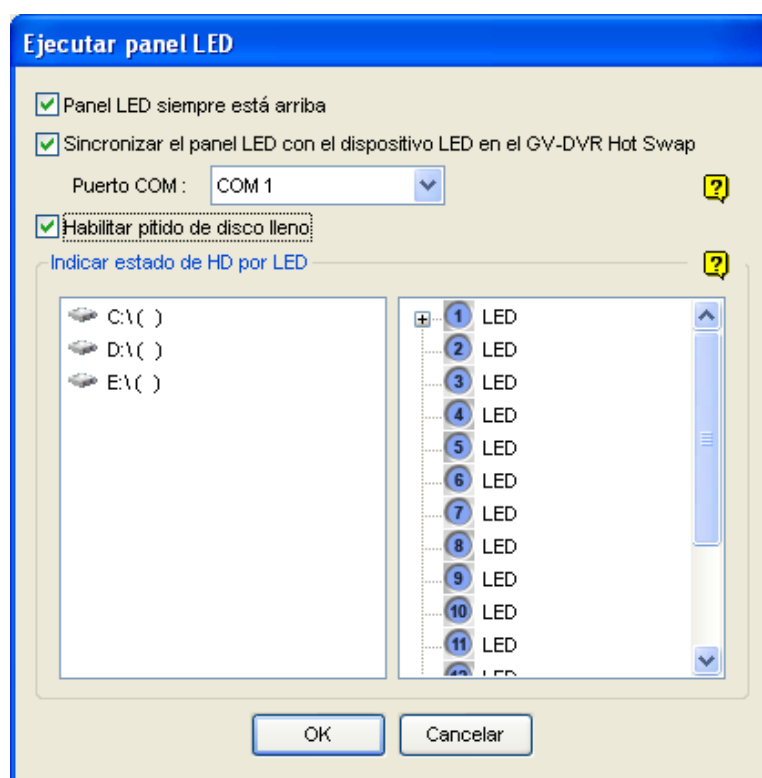 Ejecutar panel LED
Panel LED siempre está arriba
Sincronizar el panel LED con el dispositivo LED en el GV-DVR Hot Swap
Puerto COM : COM 1
Habilitar pitido de disco lleno
Indicar estado de HD por LED
C:\ ( )
D:\ ( )
E:\ ( )
1 LED
2 LED
3 LED
4 LED
5 LED
6 LED
7 LED
8 LED
9 LED
10 LED
11 LED
12 LED
OK Cancelar